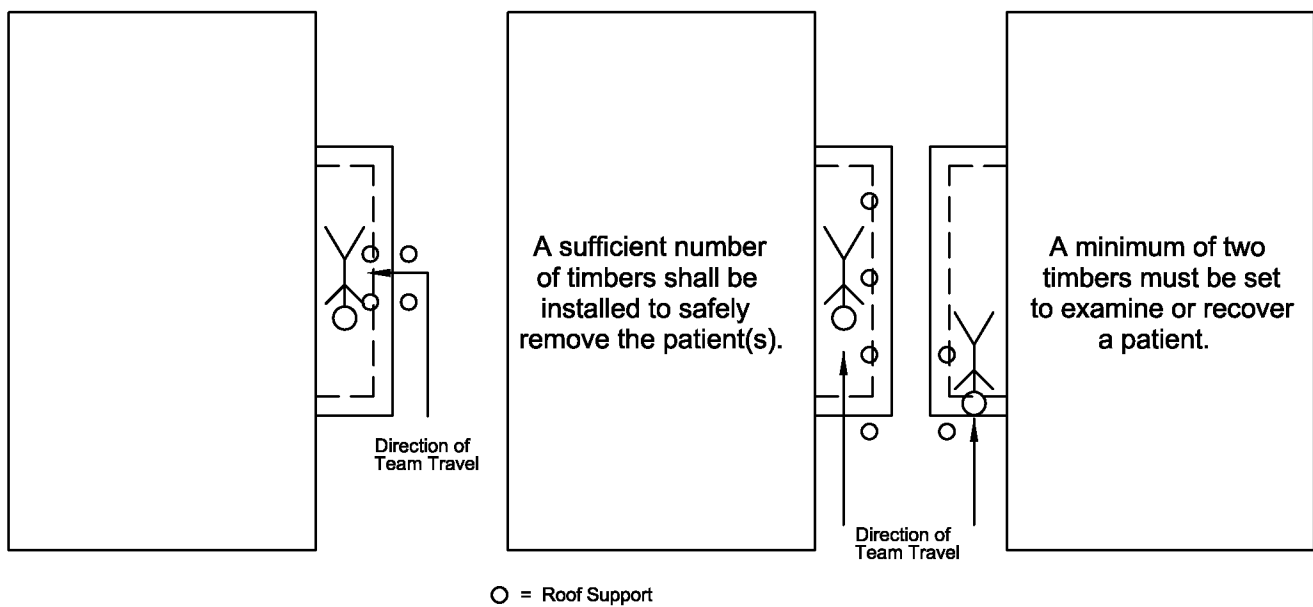 A sufficient number
of timbers shall be
installed to safely
remove the patient(s).
A minimum of two
timbers must be set
to examine or recover
a patient.
Direction of
Team Travel
Direction of
Team Travel
= Roof Support